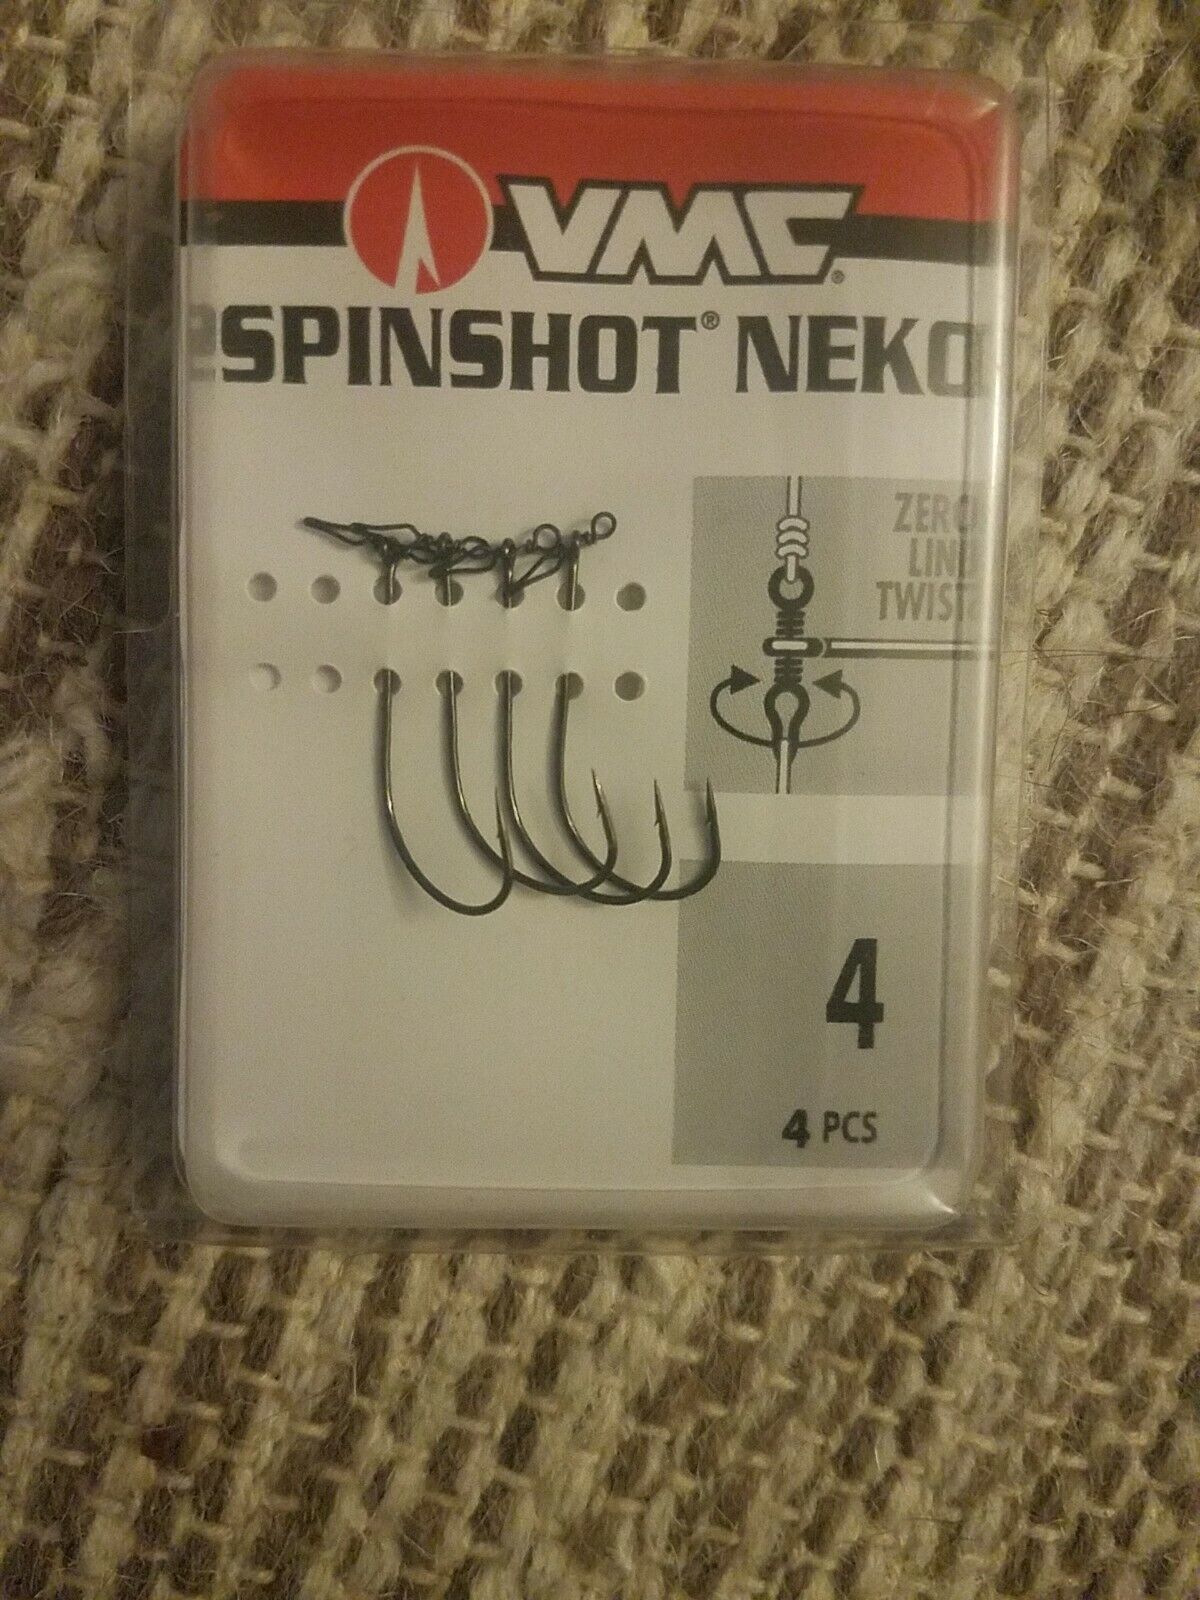 VMC®
SPINSHOT® NEKO
ZERO
LINE
TWIST
4
4 PCS